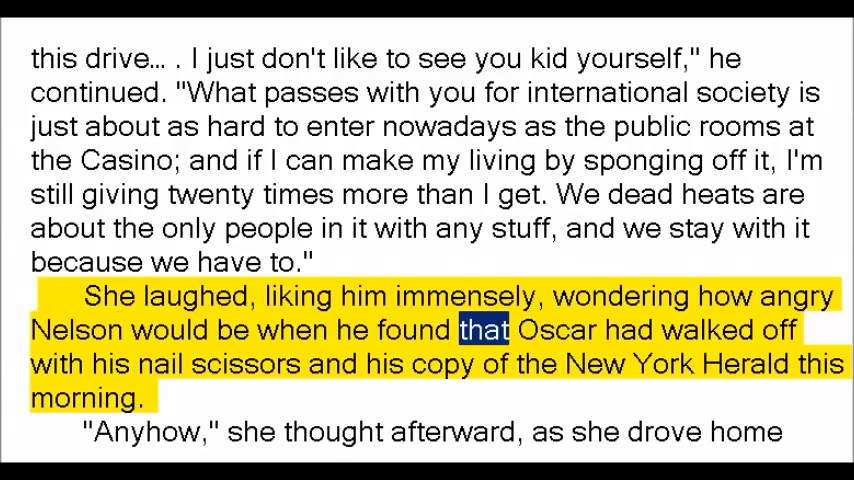 this drive... . I just don't like to see you kid yourself," he
continued. "What passes with you for international society is
just about as hard to enter nowadays as the public rooms at
the Casino; and if I can make my living by sponging off it, I'm
still giving twenty times more than I get. We dead heats are
about the only people in it with any stuff, and we stay with it
because we have to."
She laughed, liking him immensely, wondering how angry
Nelson would be when he found that Oscar had walked off
with his nail scissors and his copy of the New York Herald this
morning.
"Anyhow," she thought afterward, as she drove home